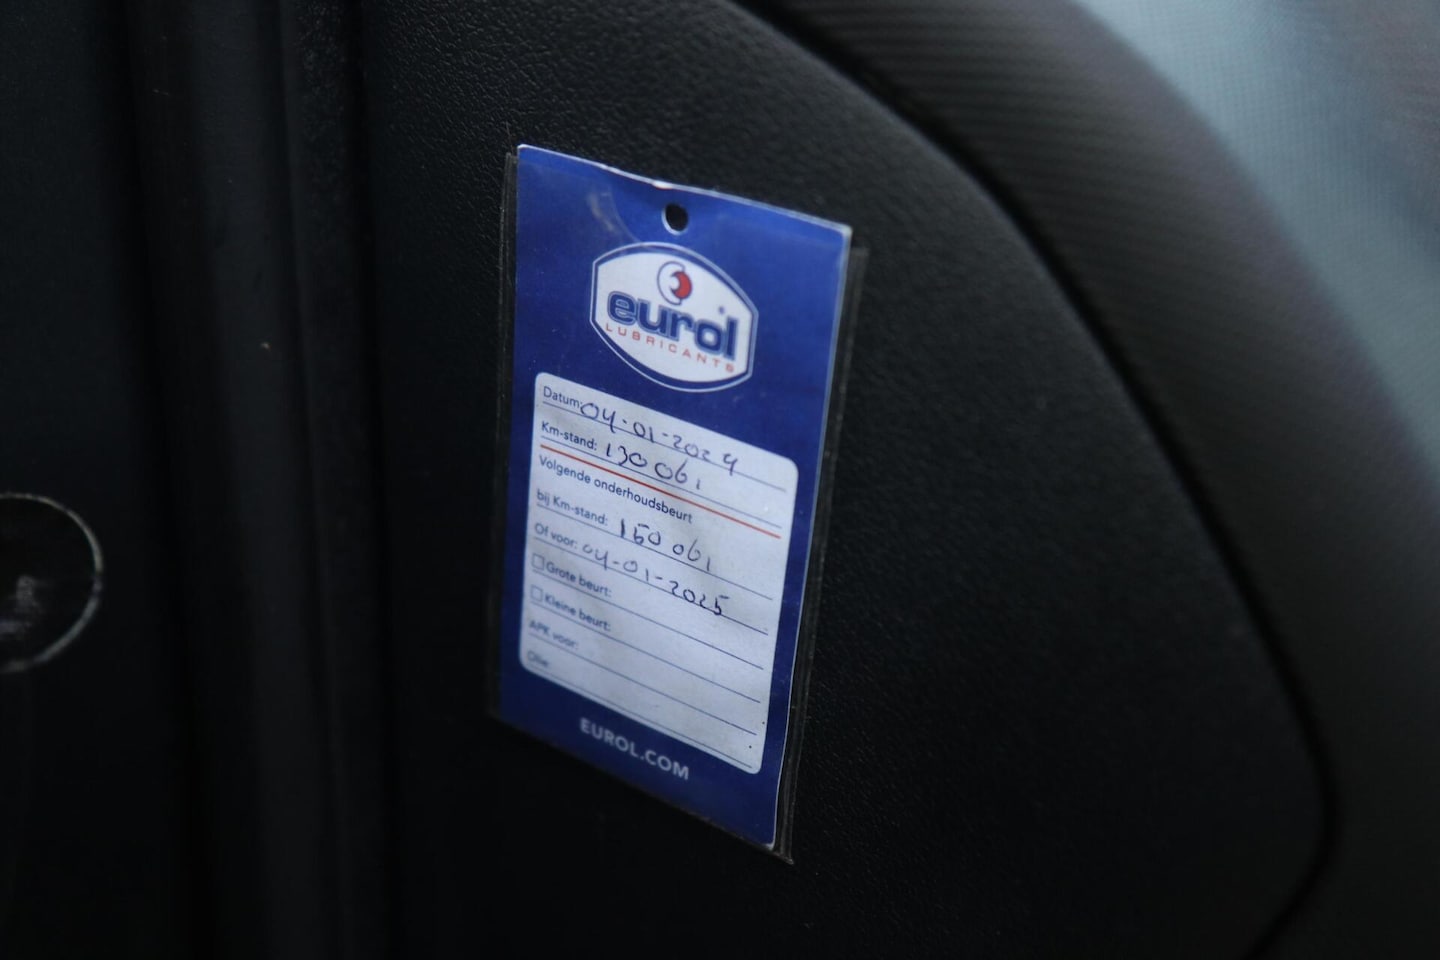 eurol
LUBRICANTS
Datum: 04-01-2024
Km-stand: 130 061
Volgende onderhoudsbeurt
bij Km-stand: 150 061
Of voor: 04-01-2025
Grote beurt:
Kleine beurt:
APK voor:
Olie:
EUROL.COM